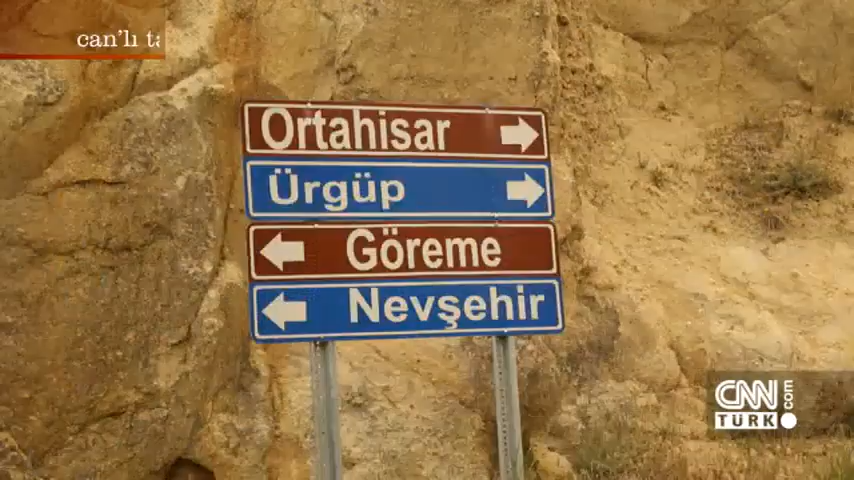 can'lı
Ortahisar
Ürgüp
Göreme
Nevşehir
CNN
TÜRK
.com